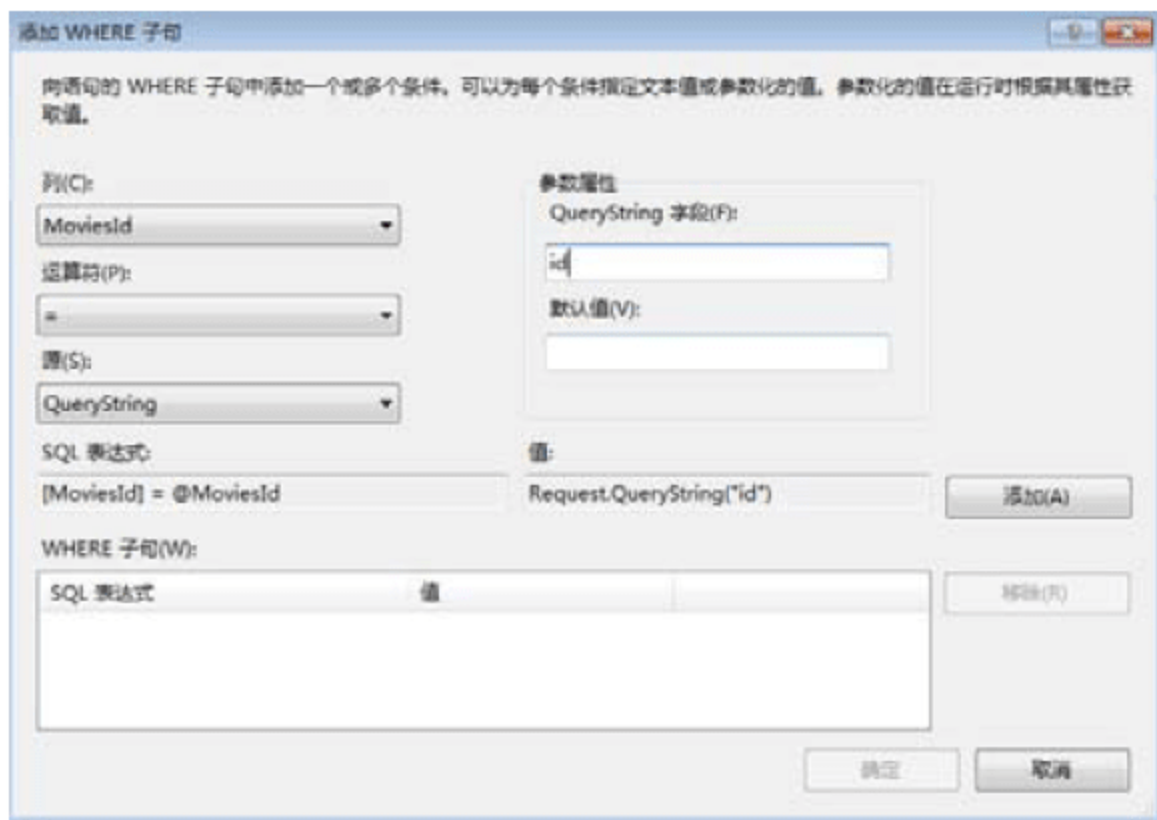 添加 WHERE 子句
向语句的 WHERE 子句中添加一个或多个条件。可以为每个条件指定文本值或参数化的值。参数化的值在运行时根据其属性获
取值。
列(C):
MoviesId
运算符(P):
=
源(S):
QueryString
参数属性
QueryString 字段(F):
id
默认值(V):
SQL 表达式:
[MoviesId] = @MoviesId
值:
Request.QueryString("id")
添加(A)
WHERE 子句(W):
SQL 表达式
值
移除(R)
确定
取消